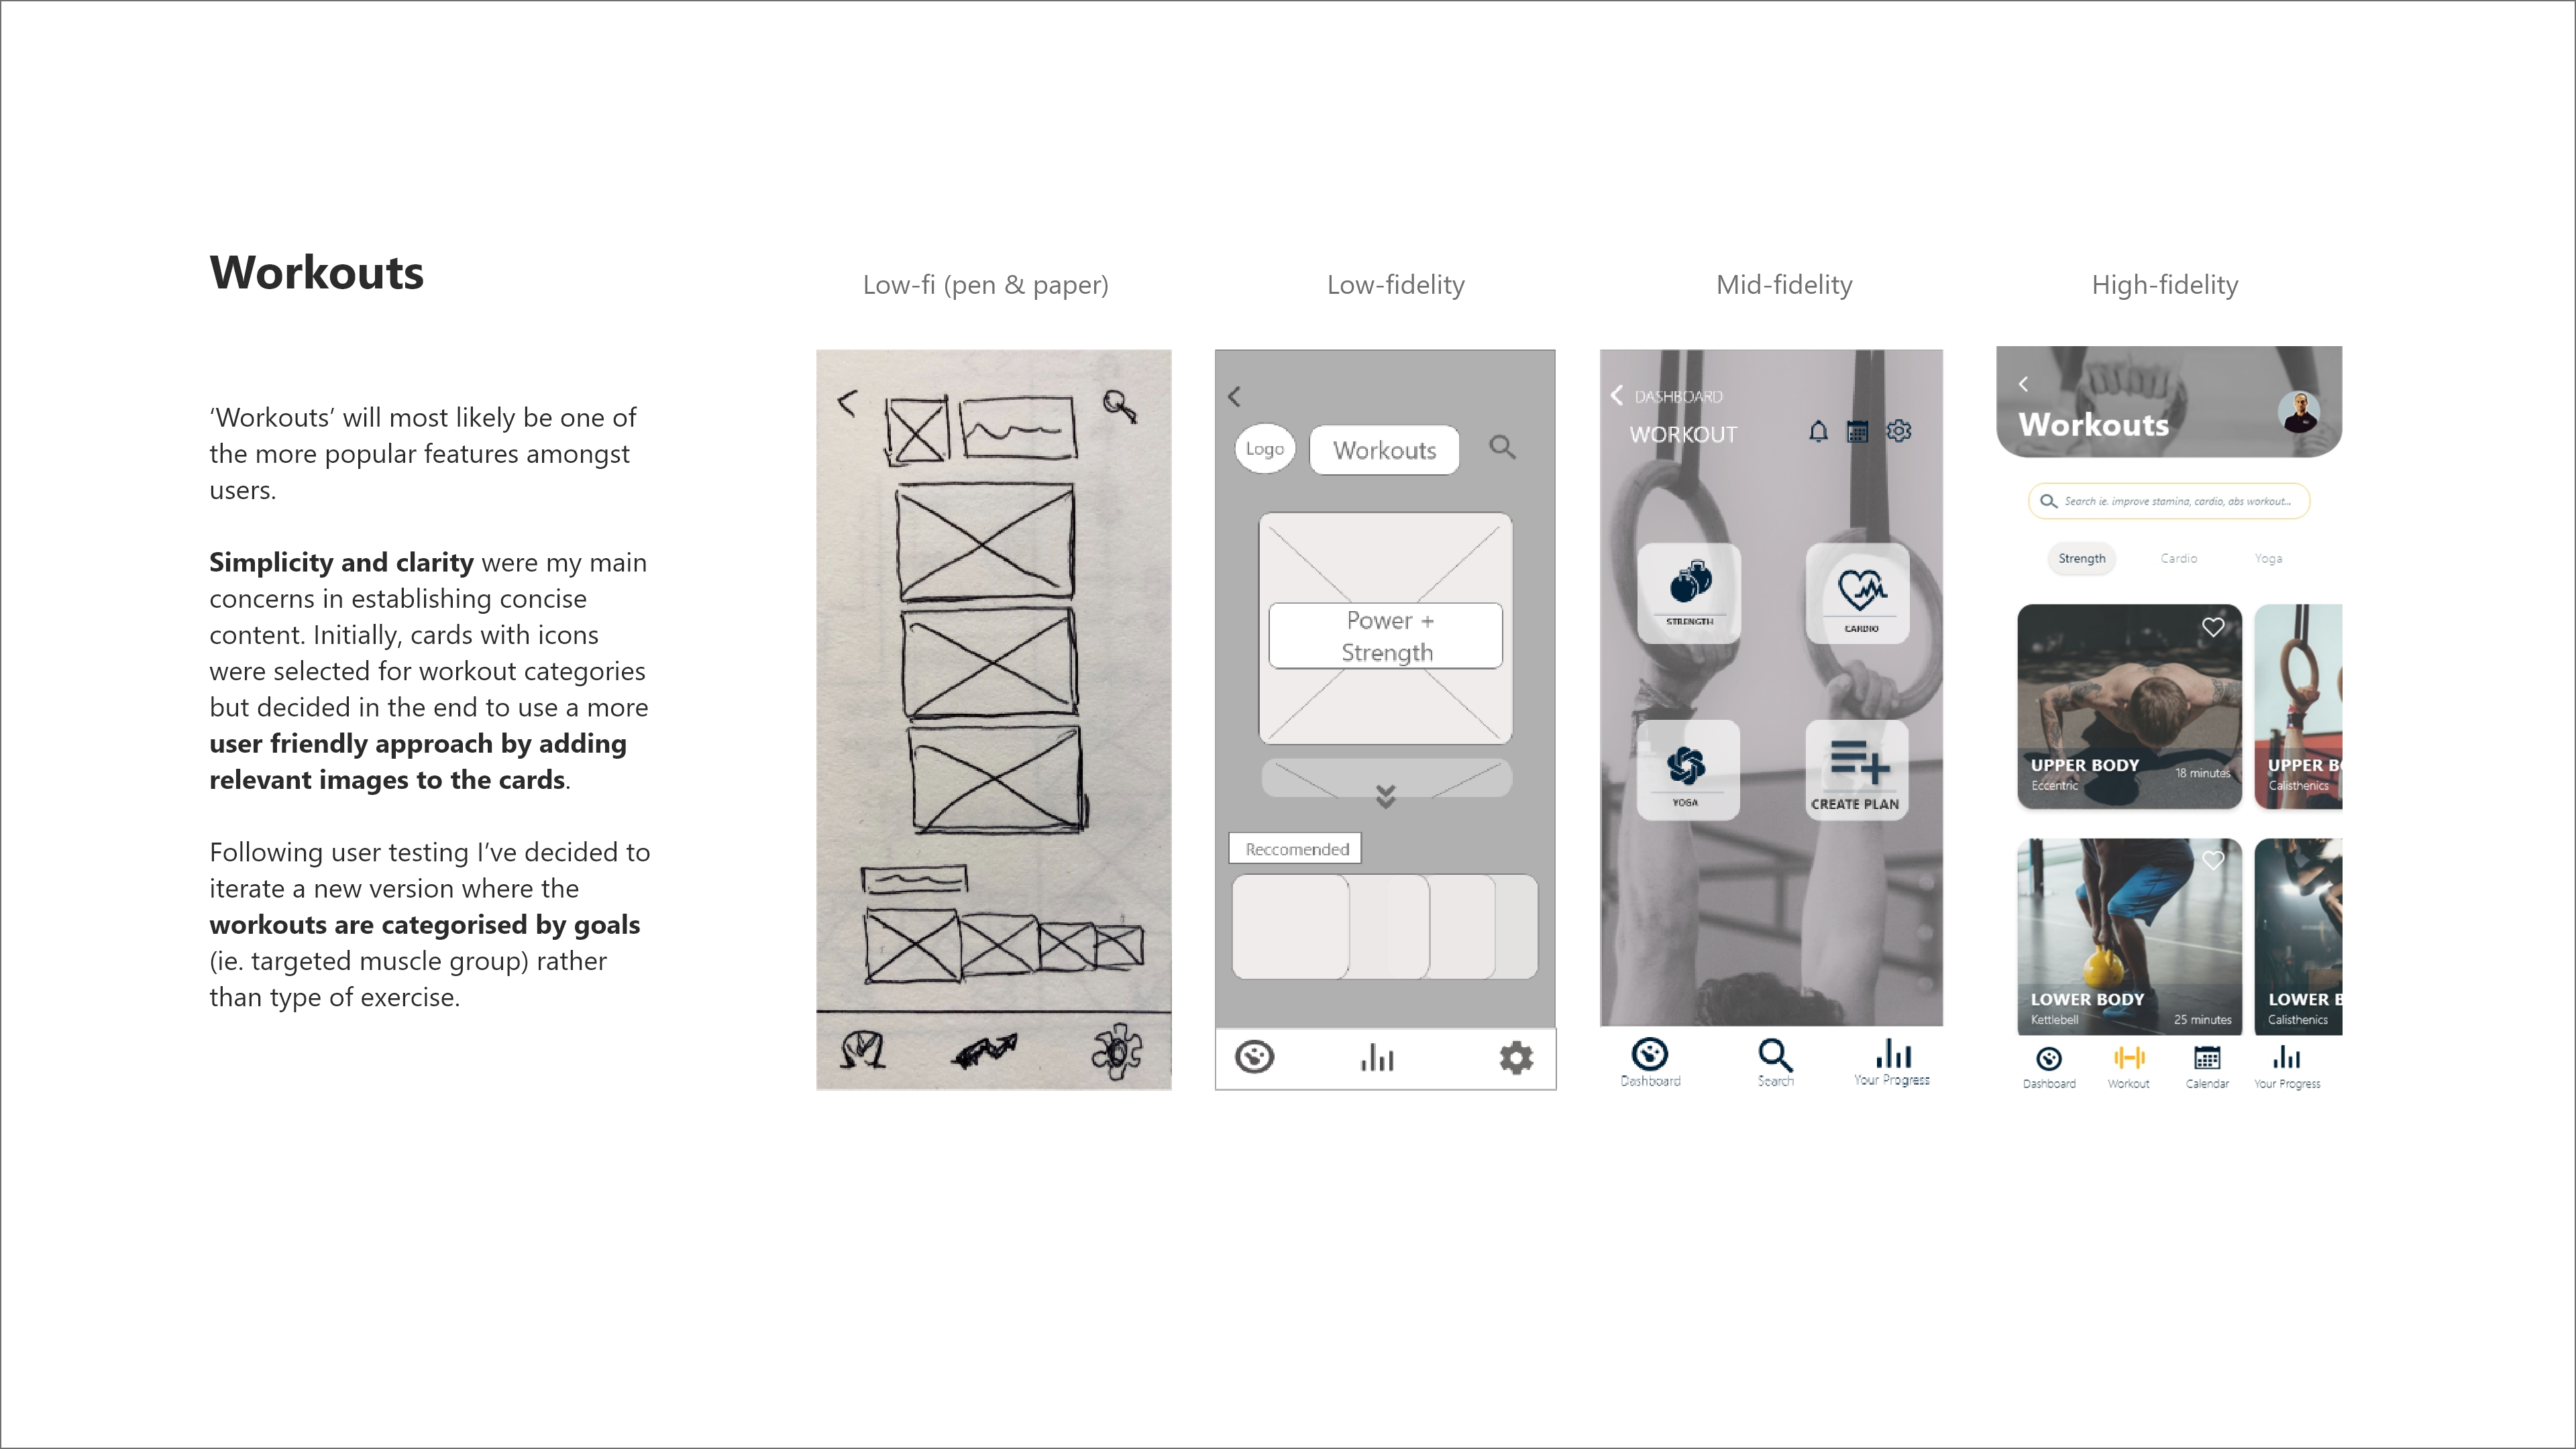 Workouts
‘Workouts’ will most likely be one of
the more popular features amongst
users.
Simplicity and clarity were my main
concerns in establishing concise
content. Initially, cards with icons
were selected for workout categories
but decided in the end to use a more
user friendly approach by adding
relevant images to the cards.
Following user testing I’ve decided to
iterate a new version where the
workouts are categorised by goals
(ie. targeted muscle group) rather
than type of exercise.
Low-fi (pen & paper)
Low-fidelity
Logo
Workouts
Power +
Strength
Reccomended
Mid-fidelity
DASHBOARD
WORKOUT
STRENGTH
CARDIO
YOGA
CREATE PLAN
Dashboard
Search
Your Progress
High-fidelity
Workouts
Search ie. improve stamina, cardio, abs workout...
Strength
Cardio
Yoga
UPPER BODY
Eccentric
18 minutes
UPPER B
Calisthenics
LOWER BODY
Kettlebell
25 minutes
LOWER B
Calisthenics
Dashboard
Workout
Calendar
Your Progress